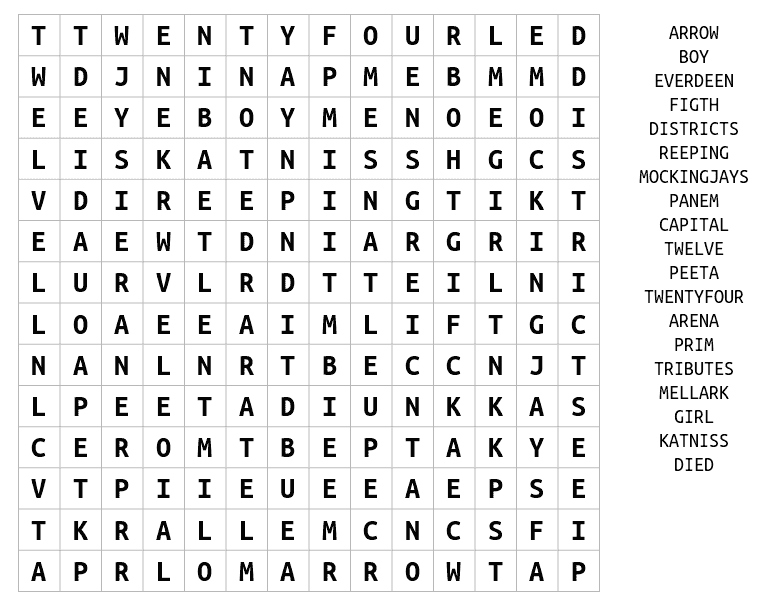 T T W E N T Y F O U R L E D
W D J N I N A P M E B M M D
E E Y E B O Y M E N O E O I
L I S K A T N I S S H G C S
V D I R E E P I N G T I K T
E A E W T D N I A R G R I R
L U R V L R D T T E I L N I
L O A E E A I M L I F T G C
N A N L N R T B E C C N J T
L P E E T A D I U N K K A S
C E R O M T B E P T A K Y E
V T P I I E U E E A E P S E
T K R A L L E M C N C S F I
A P R L O M A R R O W T A P
ARROW
BOY
EVERDEEN
FIGTH
DISTRICTS
REEPING
MOCKINGJAYS
PANEM
CAPITAL
TWELVE
PEETA
TWENTYFOUR
ARENA
PRIM
TRIBUTES
MELLARK
GIRL
KATNISS
DIED